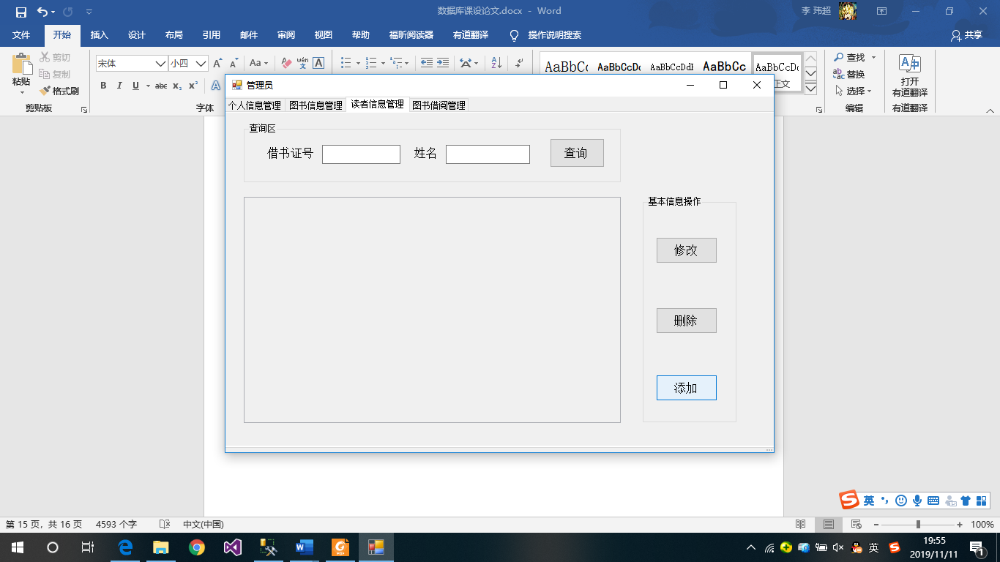 数据库课设论文.docx - Word
李 玮超
文件 开始 插入 设计 布局 引用 邮件 审阅 视图 帮助 福昕阅读器 有道翻译 操作说明搜索 共享
粘贴
剪切
复制
格式刷
剪贴板
宋体 小四 A A Aa wén 文 A
B I U abc x₂ x² A
字体
AaBbCc AaBbCcDc AaBbCcDdI AaBbCc AaBbCcDc
正文
查找
替换
选择
编辑
打开
有道翻译
有道翻译
管理员
个人信息管理 图书信息管理 读者信息管理 图书借阅管理
查询区
借书证号 姓名 查询
基本信息操作
修改
删除
添加
英
第 15 页，共 16 页 4593 个字 中文(中国) 100%
英
19:55
2019/11/11
1